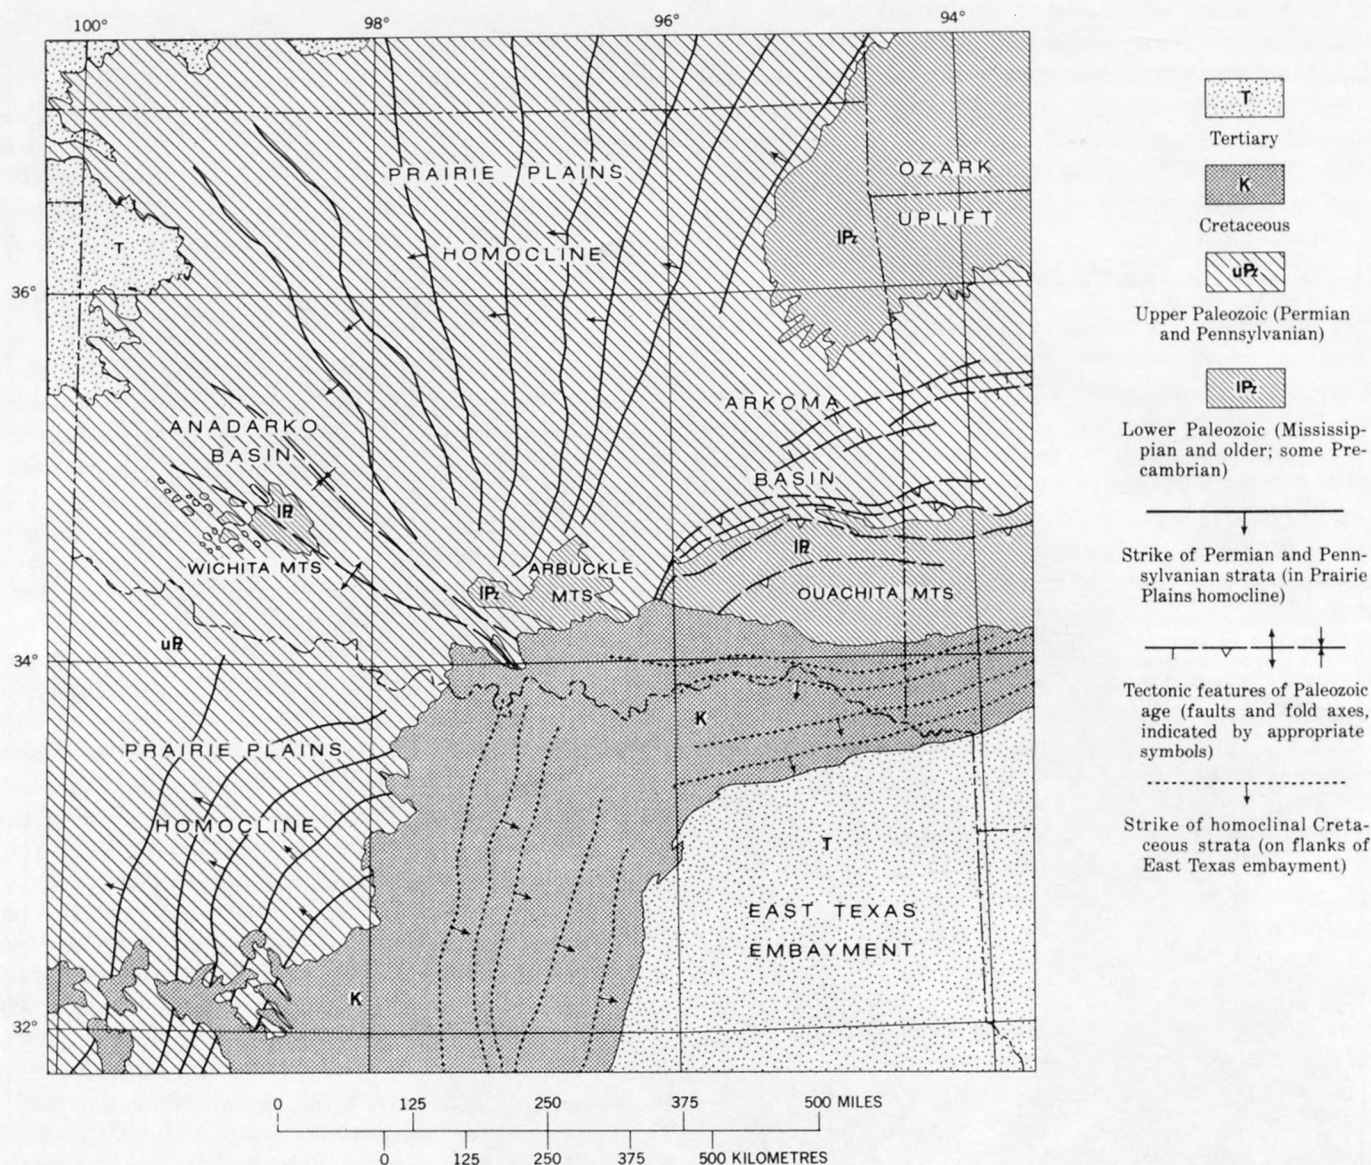 100° 98° 96° 94°
PRAIRIE PLAINS
HOMOCLINE
OZARK
UPLIFT
lPz
T
36°
ARKOMA
BASIN
ANADARKO
BASIN
lPz
WICHITA MTS
lPz
ARBUCKLE
MTS
lPz
OUACHITA MTS
uPz
34°
K
PRAIRIE PLAINS
HOMOCLINE
T
EAST TEXAS
EMBAYMENT
K
32°
0 125 250 375 500 MILES
0 125 250 375 500 KILOMETRES
T
Tertiary
K
Cretaceous
uPz
Upper Paleozoic (Permian
and Pennsylvanian)
lPz
Lower Paleozoic (Mississip-
pian and older; some Pre-
cambrian)
Strike of Permian and Penn-
sylvanian strata (in Prairie
Plains homocline)
Tectonic features of Paleozoic
age (faults and fold axes,
indicated by appropriate
symbols)
Strike of homoclinal Creta-
ceous strata (on flanks of
East Texas embayment)